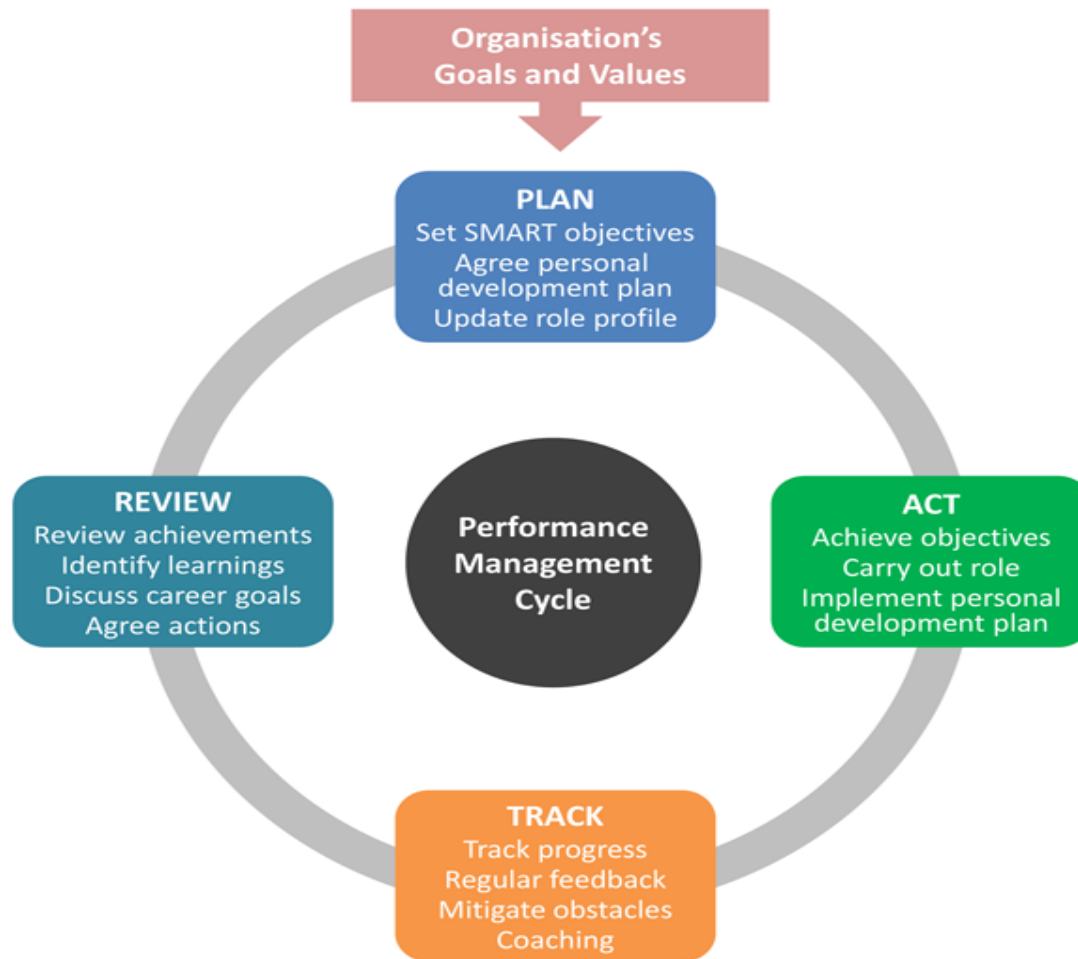 Organisation's
Goals and Values
PLAN
Set SMART objectives
Agree personal
development plan
Update role profile
ACT
Achieve objectives
Carry out role
Implement personal
development plan
TRACK
Track progress
Regular feedback
Mitigate obstacles
Coaching
REVIEW
Review achievements
Identify learnings
Discuss career goals
Agree actions
Performance
Management
Cycle